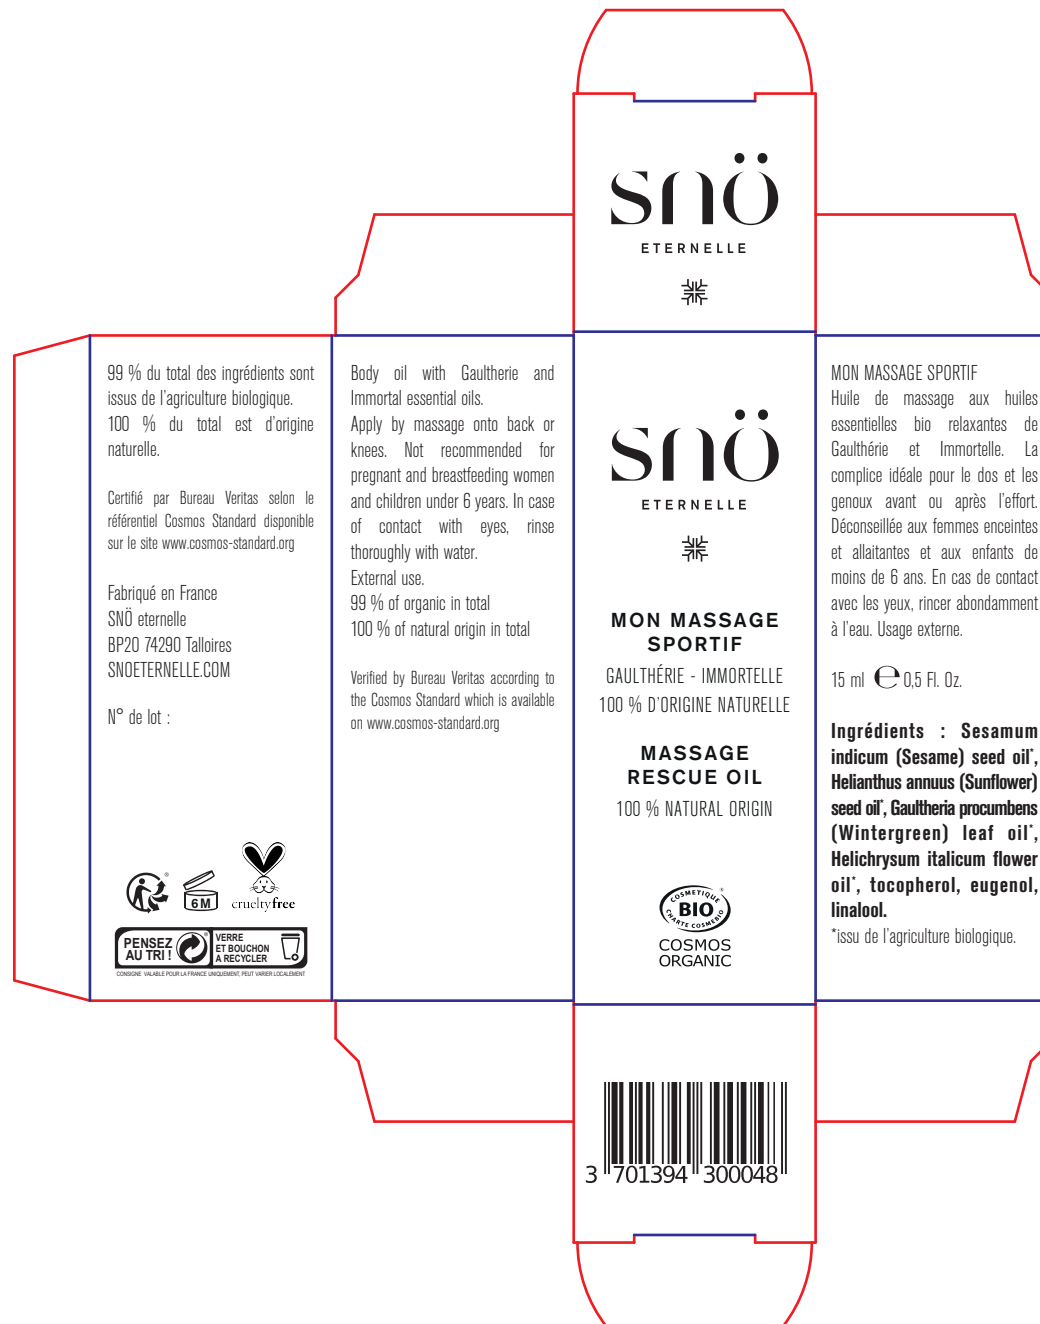 snö
ETERNELLE
99 % du total des ingrédients sont
issus de l'agriculture biologique.
100 % du total est d'origine
naturelle.
Certifié par Bureau Veritas selon le
référentiel Cosmos Standard disponible
sur le site www.cosmos-standard.org
Fabriqué en France
SNÖ eternelle
BP20 74290 Talloires
SNOETERNELLE.COM
N° de lot :
6 M
crueltyfree
PENSEZ
AU TRI !
VERRE
ET BOUCHON
A RECYCLER
CONSIGNE VALABLE POUR LA FRANCE UNIQUEMENT, PEUT VARIER LOCALEMENT
Body oil with Gaultherie and
Immortal essential oils.
Apply by massage onto back or
knees. Not recommended for
pregnant and breastfeeding women
and children under 6 years. In case
of contact with eyes, rinse
thoroughly with water.
External use.
99 % of organic in total
100 % of natural origin in total
Verified by Bureau Veritas according to
the Cosmos Standard which is available
on www.cosmos-standard.org
snö
ETERNELLE
MON MASSAGE
SPORTIF
GAULTHÉRIE - IMMORTELLE
100 % D'ORIGINE NATURELLE
MASSAGE
RESCUE OIL
100 % NATURAL ORIGIN
COSMETIQUE
BIO
CHARTE COSMEBIO
COSMOS
ORGANIC
MON MASSAGE SPORTIF
Huile de massage aux huiles
essentielles bio relaxantes de
Gaulthérie et Immortelle. La
complice idéale pour le dos et les
genoux avant ou après l'effort.
Déconseillée aux femmes enceintes
et allaitantes et aux enfants de
moins de 6 ans. En cas de contact
avec les yeux, rincer abondamment
à l'eau. Usage externe.
15 ml ℮ 0,5 Fl. Oz.
Ingrédients : Sesamum
indicum (Sesame) seed oil*,
Helianthus annuus (Sunflower)
seed oil*, Gaultheria procumbens
(Wintergreen) leaf oil*,
Helichrysum italicum flower
oil*, tocopherol, eugenol,
linalool.
*issu de l'agriculture biologique.
3 701394 300048